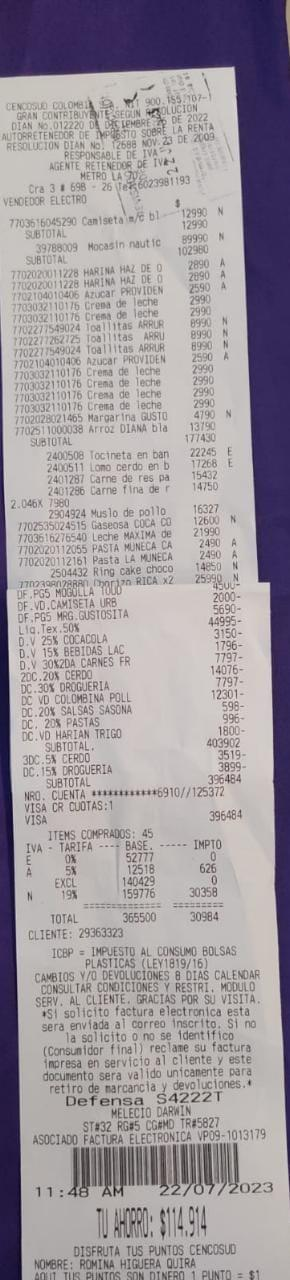 CENCOSUD COLOMBIA S.A. NIT 900.155.107-1
GRAN CONTRIBUYENTE SEGUN RESOLUCION
DIAN No.012220 DE DICIEMBRE 26 DE 2022
AUTORRETENEDOR DE IMPUESTO SOBRE LA RENTA
RESOLUCION DIAN No. 12688 NOV.23 DE 2009
RESPONSABLE DE IVA
AGENTE RETENEDOR DE IVA
METRO LA 70
Cra 3 # 69B - 26 Tel 6023981193
VENDEDOR ELECTRO $
7703616045290 Camiseta m/c bl 12990 N
SUBTOTAL 12990
39788009 Mocasin nautic 89990 N
SUBTOTAL 102980
7702020011228 HARINA HAZ DE O 2890 A
7702020011228 HARINA HAZ DE O 2890 A
7702104010406 Azucar PROVIDEN 2590 A
7703032110176 Crema de leche 2990
7703032110176 Crema de leche 2990
7702277549024 Toallitas ARRUR 8990 N
7702277262725 Toallitas ARRU 8990 N
7702277549024 Toallitas ARRUR 8990 N
7702104010406 Azucar PROVIDEN 2590 A
7703032110176 Crema de leche 2990
7703032110176 Crema de leche 2990
7703032110176 Crema de leche 2990
7703032110176 Crema de leche 2990
7702028021465 Margarina GUSTO 4790 N
7702511000038 Arroz DIANA bla 13790
SUBTOTAL 177430
2400508 Tocineta en ban 22245 E
2400511 Lomo cerdo en b 17268 E
2401287 Carne de res pa 15432
2401286 Carne fina de r 14750
2.046X 7980
2904924 Muslo de pollo 16327
7702535024515 Gaseosa COCA CO 12600 N
7703616276540 Leche MAXIMA de 21990
7702020112055 PASTA MUNECA CA 2490 A
7702020112161 Pasta LA MUNECA 2490 A
2504432 Ring cake choco 14850 N
7702398028880 Chorizo RICA x2 25990 N
DF.PG5 MOGOLLA TODO 4500-
DF.VD.CAMISETA URB 2000-
DF.PG5 MRG.GUSTOSITA 5690-
Liq.Tex.50% 44995-
D.V 25% COCACOLA 3150-
D.V 15% BEBIDAS LAC 1796-
D.V 30%2DA CARNES FR 7797-
2DC.20% CERDO 14076-
DC.30% DROGUERIA 7797-
DC VD COLOMBINA POLL 12301-
DC.20% SALSAS SASONA 598-
DC. 20% PASTAS 996-
DC.VD HARIAN TRIGO 1800-
SUBTOTAL. 403902
3DC.5% CERDO 3519-
DC.15% DROGUERIA 3899-
SUBTOTAL 396484
NRO. CUENTA ************6910//125372
VISA CR CUOTAS:1
VISA 396484
ITEMS COMPRADOS: 45
IVA - TARIFA ---- BASE. ----- IMPTO
E 0% 52777 0
A 5% 12518 626
EXCL 140429 0
N 19% 159776 30358
========== =========
TOTAL 365500 30984
CLIENTE: 29363323
ICBP = IMPUESTO AL CONSUMO BOLSAS
PLASTICAS (LEY1819/16)
CAMBIOS Y/O DEVOLUCIONES 8 DIAS CALENDAR
CONSULTAR CONDICIONES Y RESTRI. MODULO
SERV. AL CLIENTE. GRACIAS POR SU VISITA.
*Si solicito factura electronica esta
sera enviada al correo inscrito. Si no
la solicito o no se identifico
(Consumidor final) reclame su factura
impresa en servicio al cliente y este
documento sera valido unicamente para
retiro de marcancia y devoluciones.*
Defensa S4222T
MELECIO DARWIN
ST#32 RG#5 CG#MD TR#5827
ASOCIADO FACTURA ELECTRONICA VP09-1013179
11:48 AM 22/07/2023
TU AHORRO: $114.914
DISFRUTA TUS PUNTOS CENCOSUD
NOMBRE: ROMINA HIGUERA QUIRA
AQUI TUS PUNTOS SON DINERO 1 PUNTO = $1